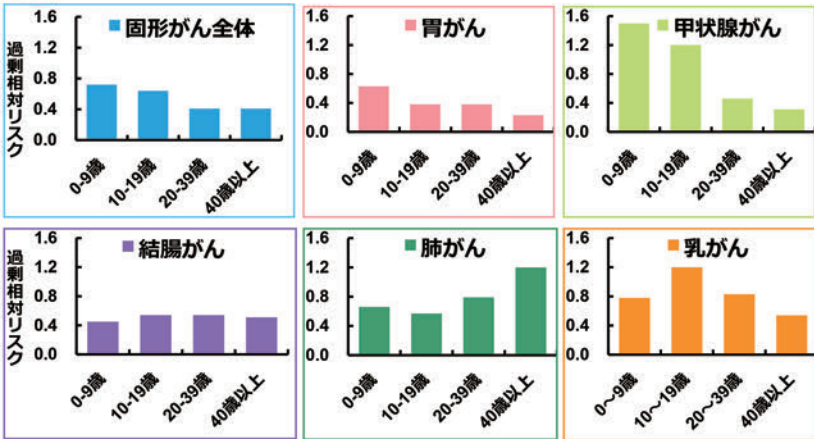 過剰相対リスク
固形がん全体
1.6
1.2
0.8
0.4
0.0
0-9歳
10-19歳
20-39歳
40歳以上
胃がん
1.6
1.2
0.8
0.4
0.0
0-9歳
10-19歳
20-39歳
40歳以上
甲状腺がん
1.6
1.2
0.8
0.4
0.0
0-9歳
10-19歳
20-39歳
40歳以上
過剰相対リスク
結腸がん
1.6
1.2
0.8
0.4
0.0
0-9歳
10-19歳
20-39歳
40歳以上
肺がん
1.6
1.2
0.8
0.4
0.0
0-9歳
10-19歳
20-39歳
40歳以上
乳がん
1.6
1.2
0.8
0.4
0.0
0～9歳
10～19歳
20～39歳
40歳以上